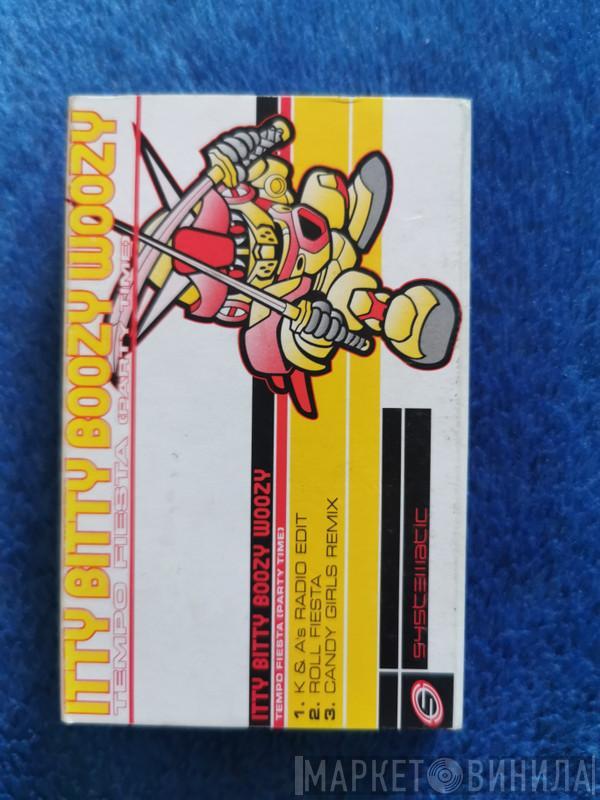 ITTY BITTY BOOZY WOOZY
TEMPO FIESTA (PARTY TIME)
ITTY BITTY BOOZY WOOZY
TEMPO FIESTA (PARTY TIME)
1. K & A's RADIO EDIT
2. ROLL FIESTA
3. CANDY GIRLS REMIX
systematic
МАРКЕТ ВИНИЛА